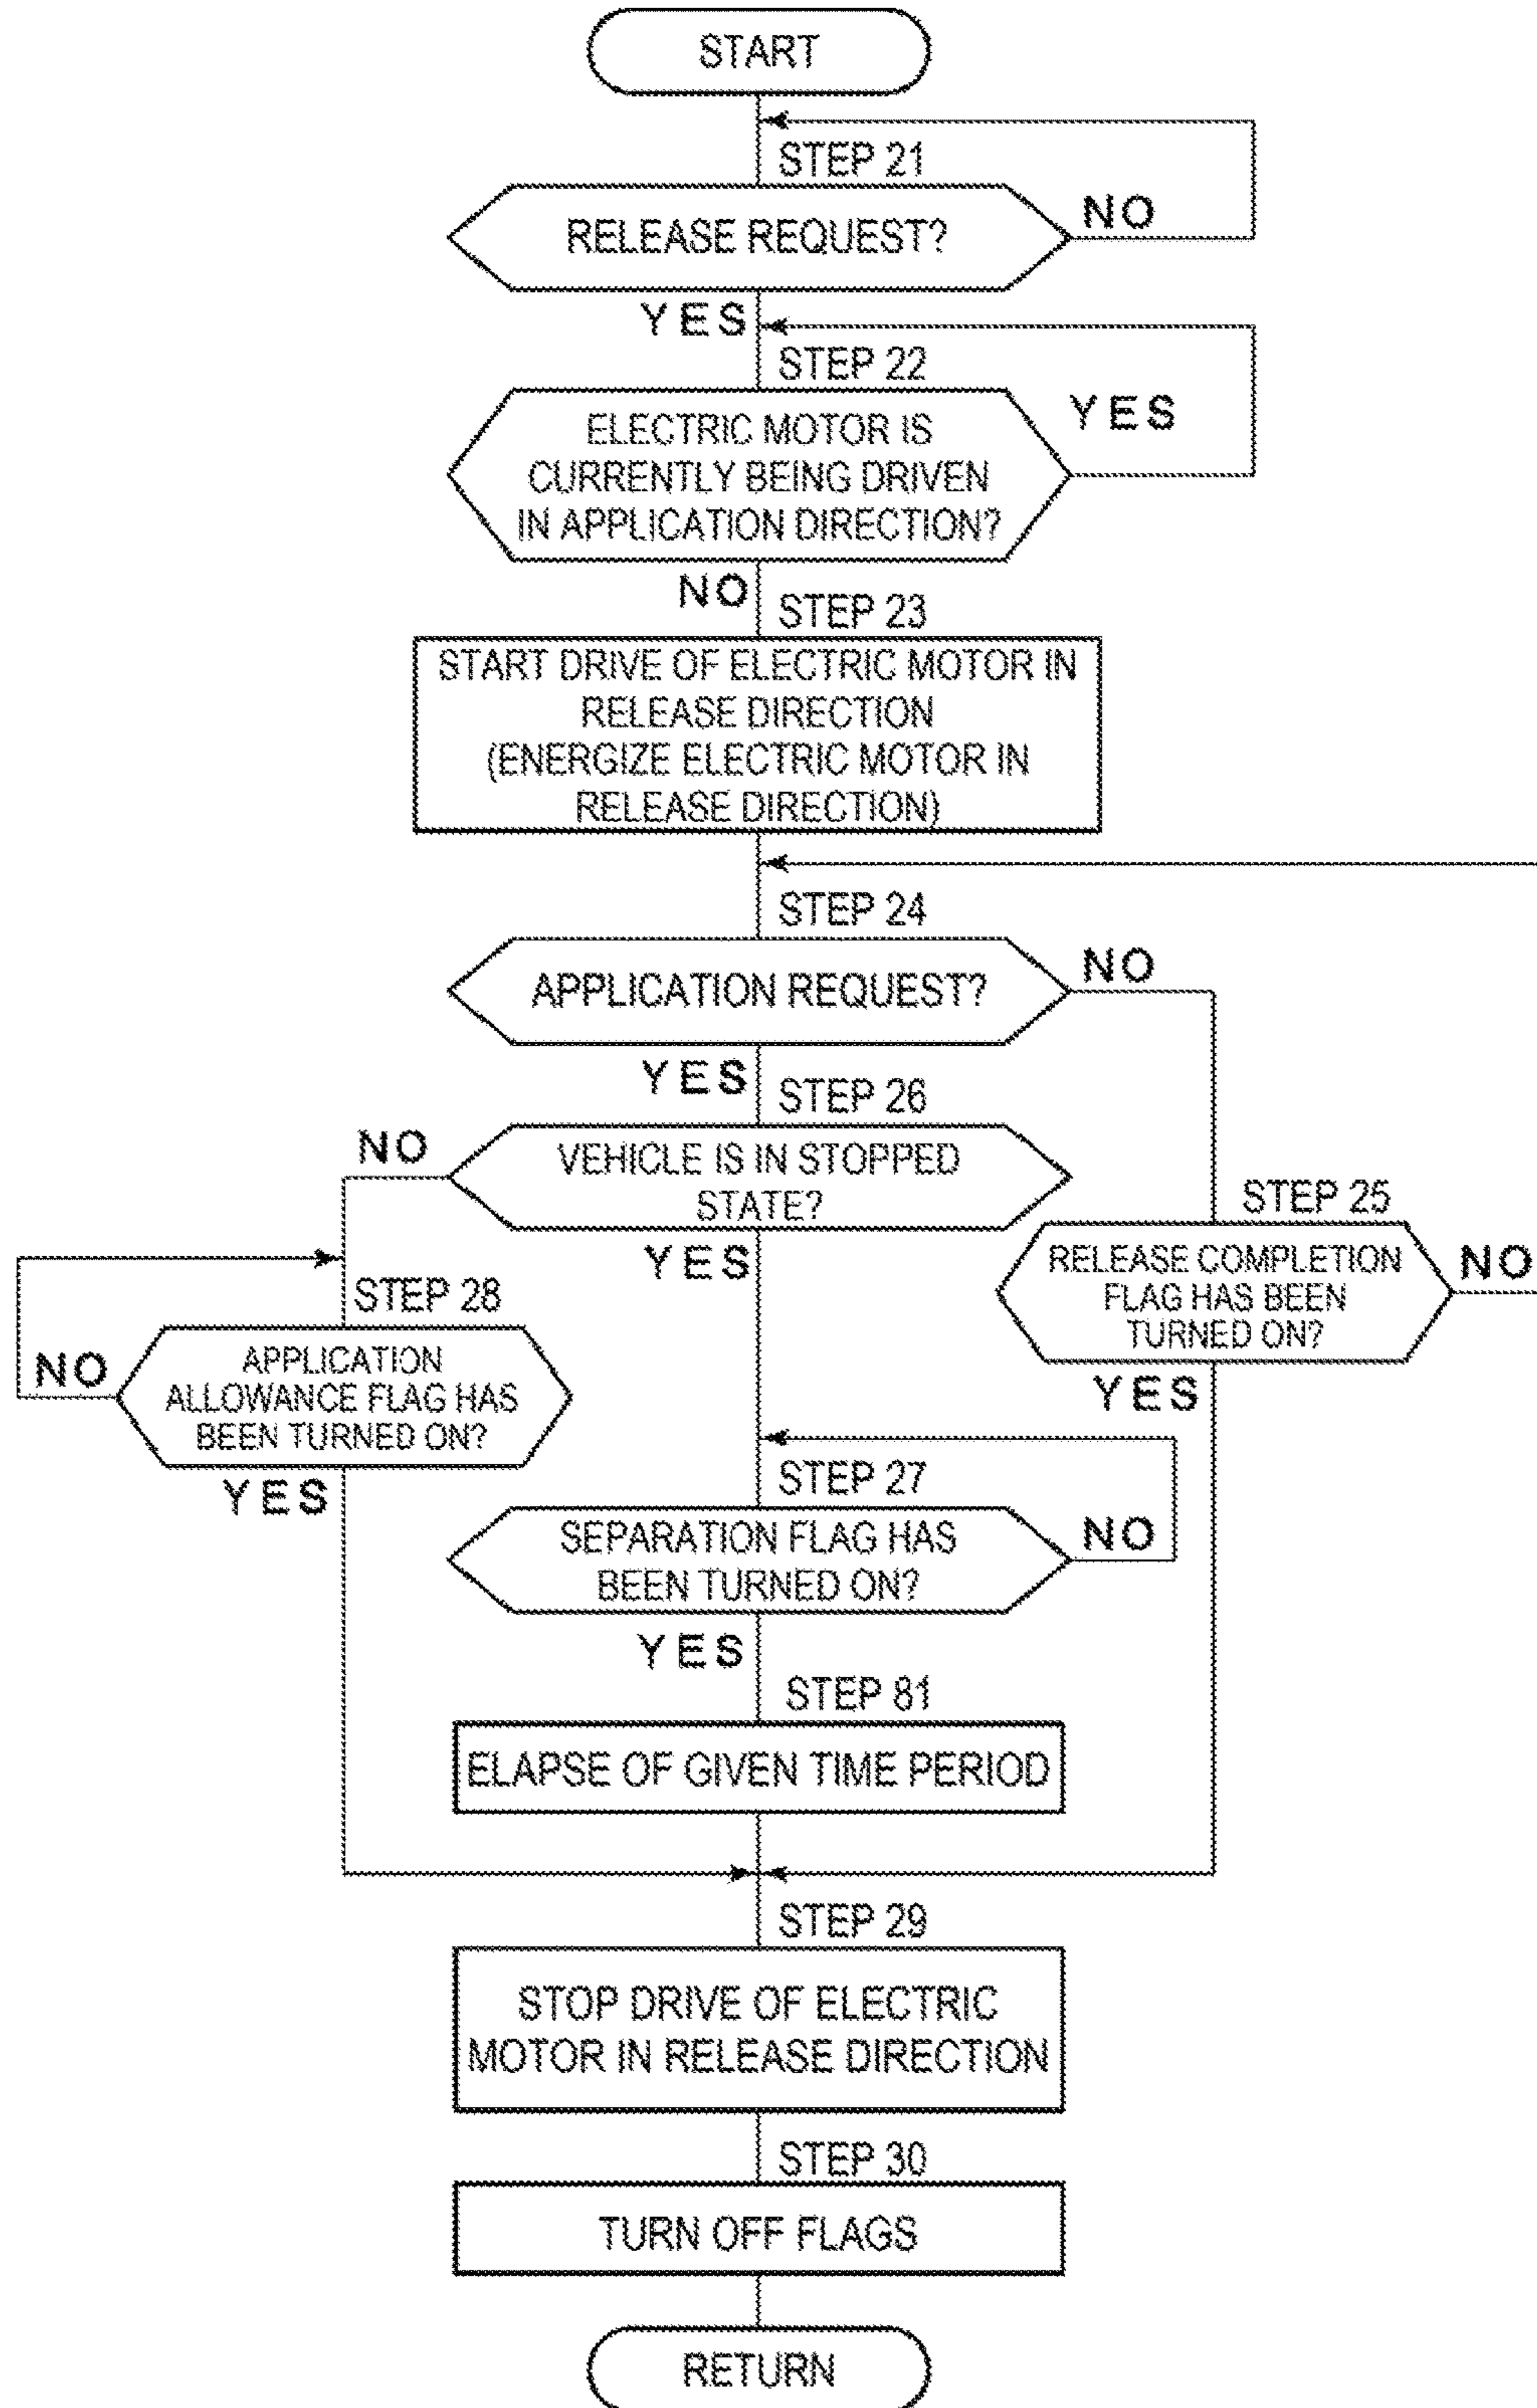 START
STEP 21
RELEASE REQUEST?
NO
YES
STEP 22
ELECTRIC MOTOR IS
CURRENTLY BEING DRIVEN
IN APPLICATION DIRECTION?
YES
NO
STEP 23
START DRIVE OF ELECTRIC MOTOR IN
RELEASE DIRECTION
(ENERGIZE ELECTRIC MOTOR IN
RELEASE DIRECTION)
STEP 24
APPLICATION REQUEST?
NO
YES
STEP 26
NO
VEHICLE IS IN STOPPED
STATE?
YES
STEP 25
RELEASE COMPLETION
FLAG HAS BEEN
TURNED ON?
NO
YES
STEP 28
APPLICATION
ALLOWANCE FLAG HAS
BEEN TURNED ON?
NO
YES
STEP 27
SEPARATION FLAG HAS
BEEN TURNED ON?
NO
YES
STEP 81
ELAPSE OF GIVEN TIME PERIOD
STEP 29
STOP DRIVE OF ELECTRIC
MOTOR IN RELEASE DIRECTION
STEP 30
TURN OFF FLAGS
RETURN